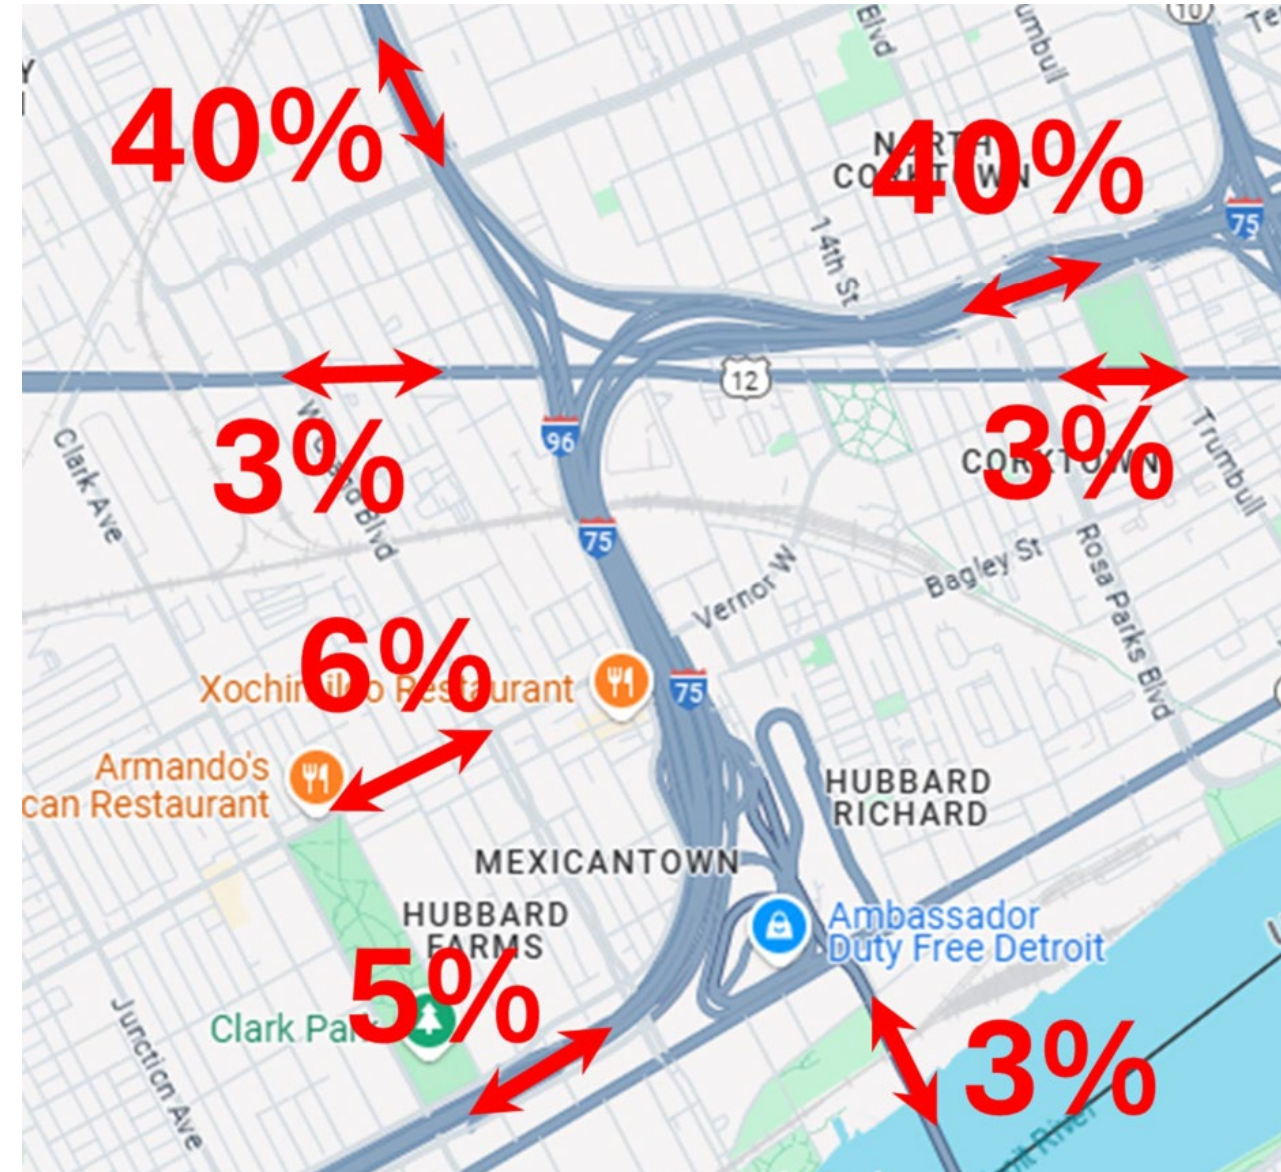 10
Blvd
40%
NORTH
CORKTOWN
40%
75
14th St
12
3%
3%
96
CORKTOWN
Trumbull
Clark Ave
75
Bagley St
Vernor W
Rosa Parks Blvd
6%
Xochimilco Restaurant
75
Armando's
can Restaurant
HUBBARD
RICHARD
MEXICANTOWN
HUBBARD
FARMS
Ambassador
Duty Free Detroit
5%
Clark Park
3%
Junction Ave